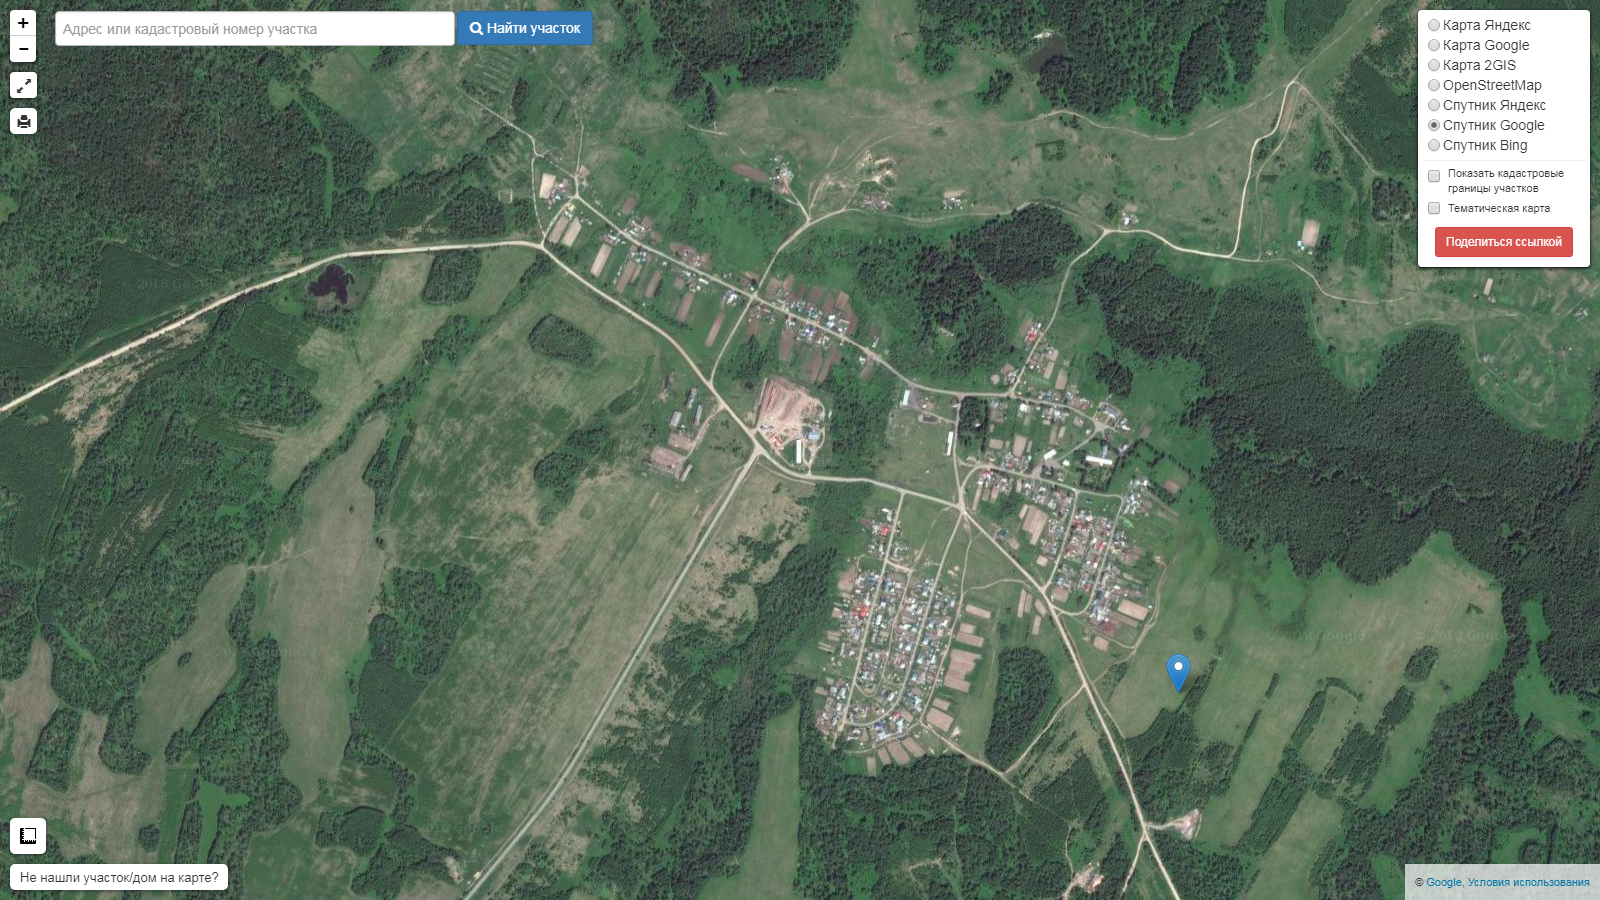 +
Адрес или кадастровый номер участка
Найти участок
−
Карта Яндекс
Карта Google
Карта 2GIS
OpenStreetMap
Спутник Яндекс
Спутник Google
Спутник Bing
Показать кадастровые
границы участков
Тематическая карта
Поделиться ссылкой
Не нашли участок/дом на карте?
© Google, Условия использования